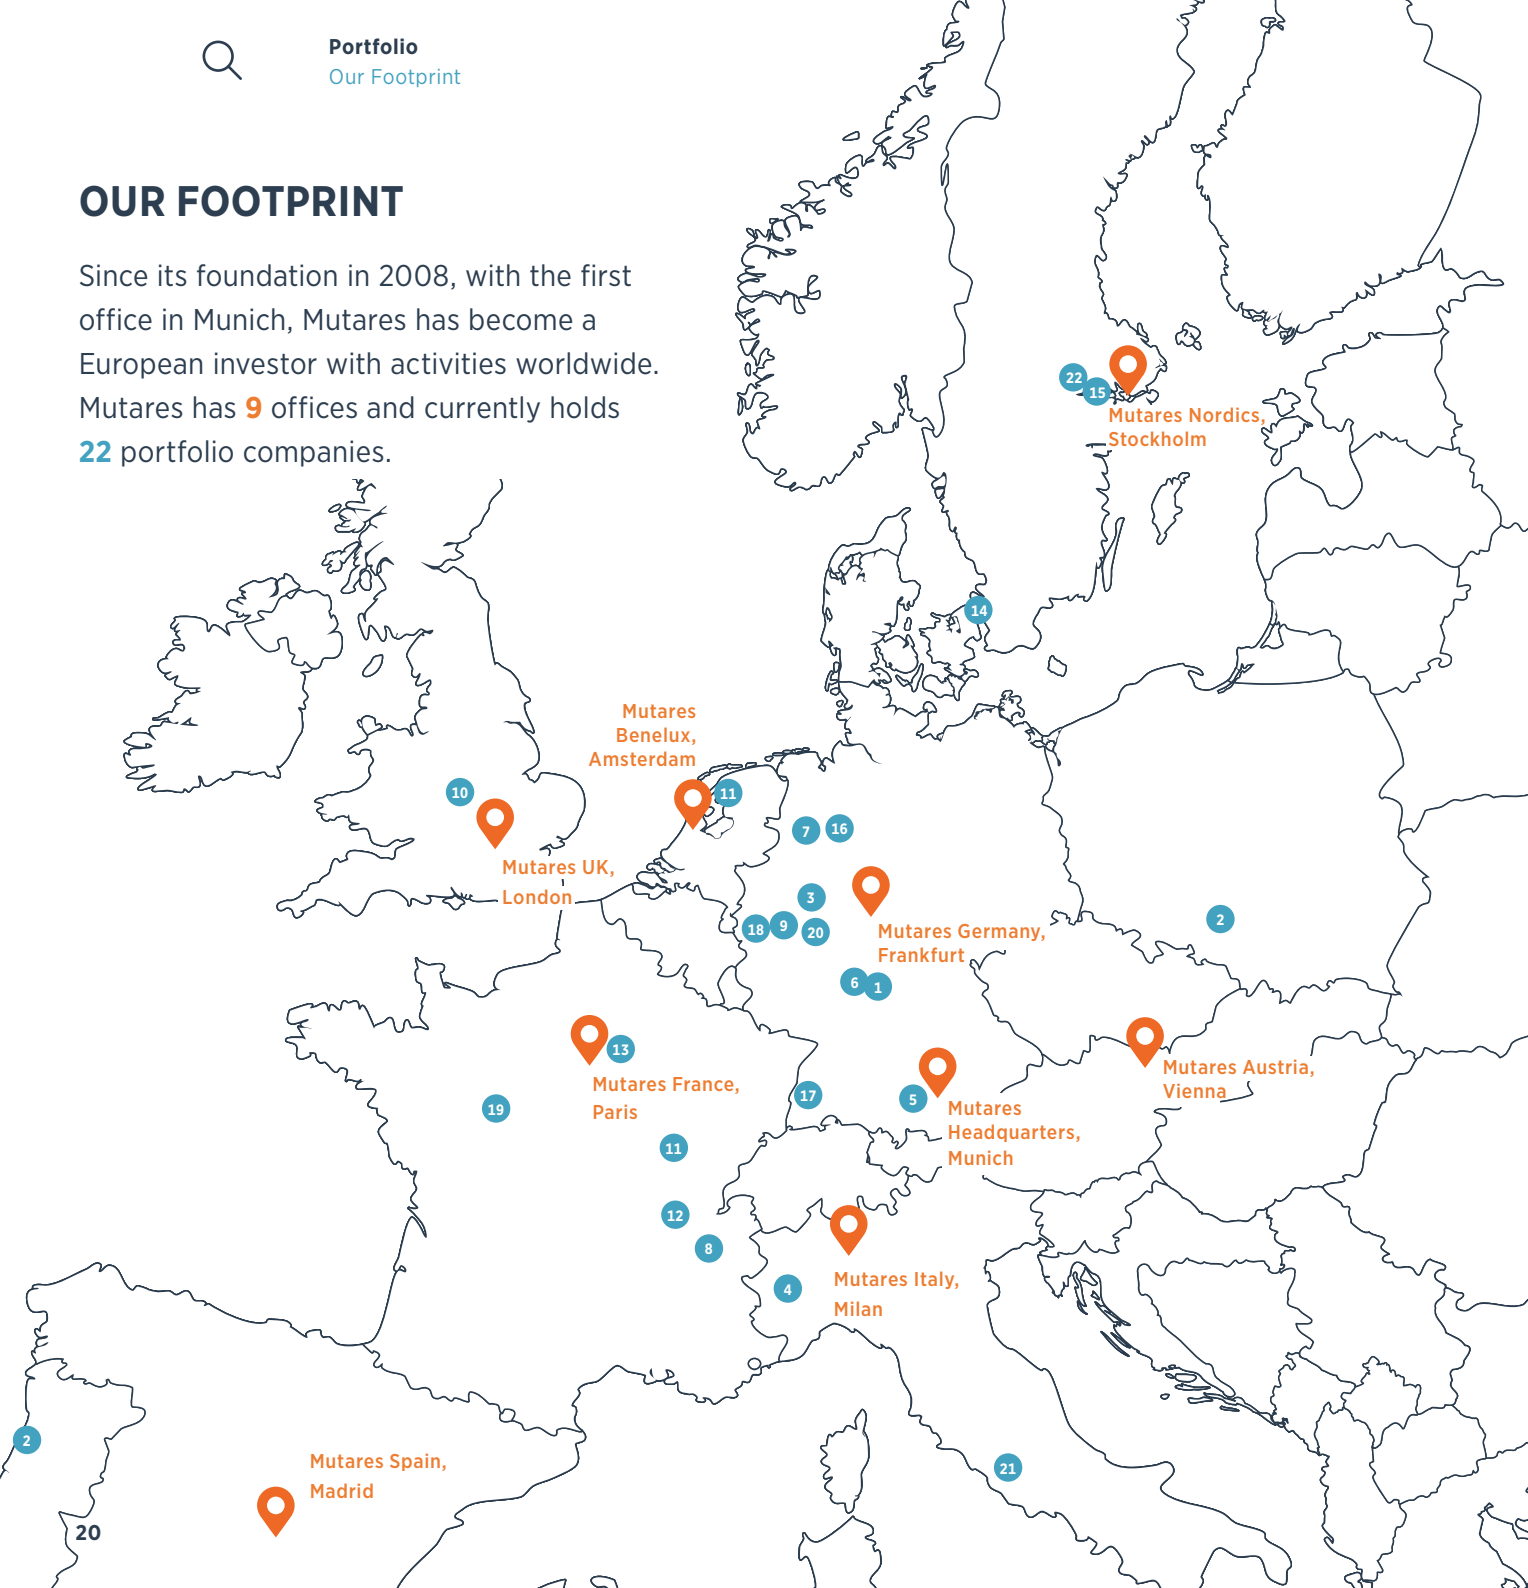 Portfolio
Our Footprint
OUR FOOTPRINT
Since its foundation in 2008, with the first
office in Munich, Mutares has become a
European investor with activities worldwide.
Mutares has 9 offices and currently holds
22 portfolio companies.
22
15
Mutares Nordics,
Stockholm
14
Mutares
Benelux,
Amsterdam
10
11
7
16
Mutares UK,
London
3
18
9
20
Mutares Germany,
Frankfurt
2
6
1
13
Mutares France,
Paris
19
17
5
Mutares
Headquarters,
Munich
Mutares Austria,
Vienna
11
12
8
4
Mutares Italy,
Milan
2
Mutares Spain,
Madrid
21
20